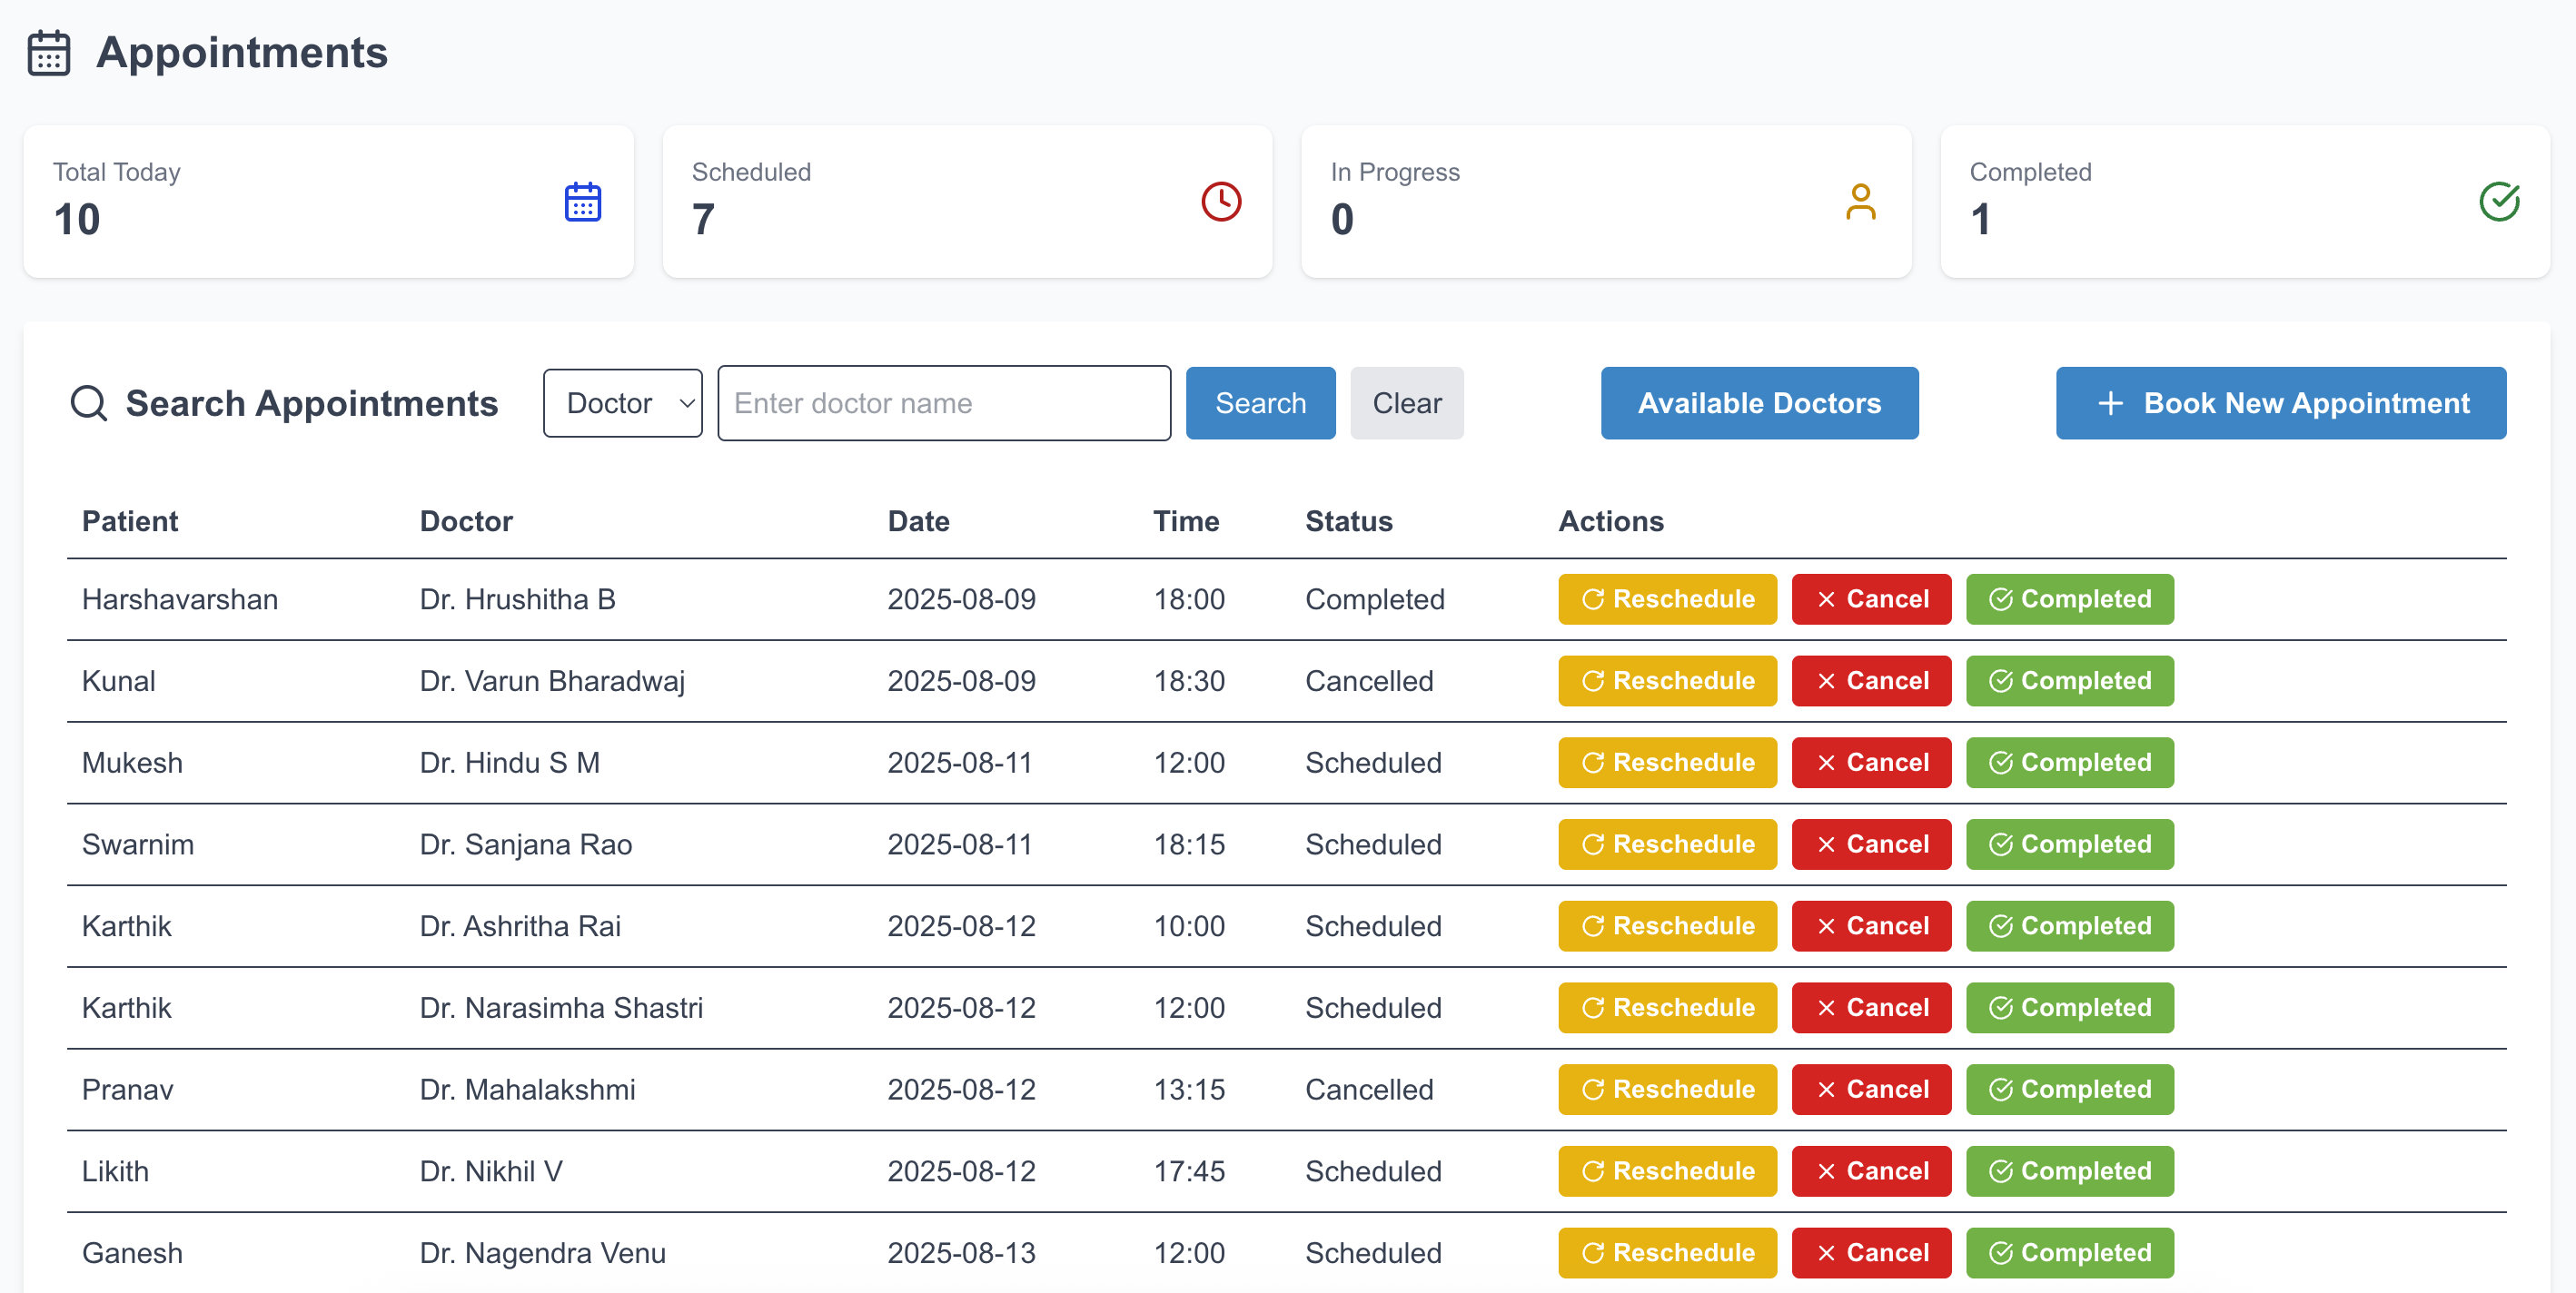 Appointments
Total Today
10
Scheduled
7
In Progress
0
Completed
1
Search Appointments Doctor Enter doctor name Search Clear Available Doctors Book New Appointment
Patient Doctor Date Time Status Actions
Harshavarshan Dr. Hrushitha B 2025-08-09 18:00 Completed Reschedule Cancel Completed
Kunal Dr. Varun Bharadwaj 2025-08-09 18:30 Cancelled Reschedule Cancel Completed
Mukesh Dr. Hindu S M 2025-08-11 12:00 Scheduled Reschedule Cancel Completed
Swarnim Dr. Sanjana Rao 2025-08-11 18:15 Scheduled Reschedule Cancel Completed
Karthik Dr. Ashritha Rai 2025-08-12 10:00 Scheduled Reschedule Cancel Completed
Karthik Dr. Narasimha Shastri 2025-08-12 12:00 Scheduled Reschedule Cancel Completed
Pranav Dr. Mahalakshmi 2025-08-12 13:15 Cancelled Reschedule Cancel Completed
Likith Dr. Nikhil V 2025-08-12 17:45 Scheduled Reschedule Cancel Completed
Ganesh Dr. Nagendra Venu 2025-08-13 12:00 Scheduled Reschedule Cancel Completed